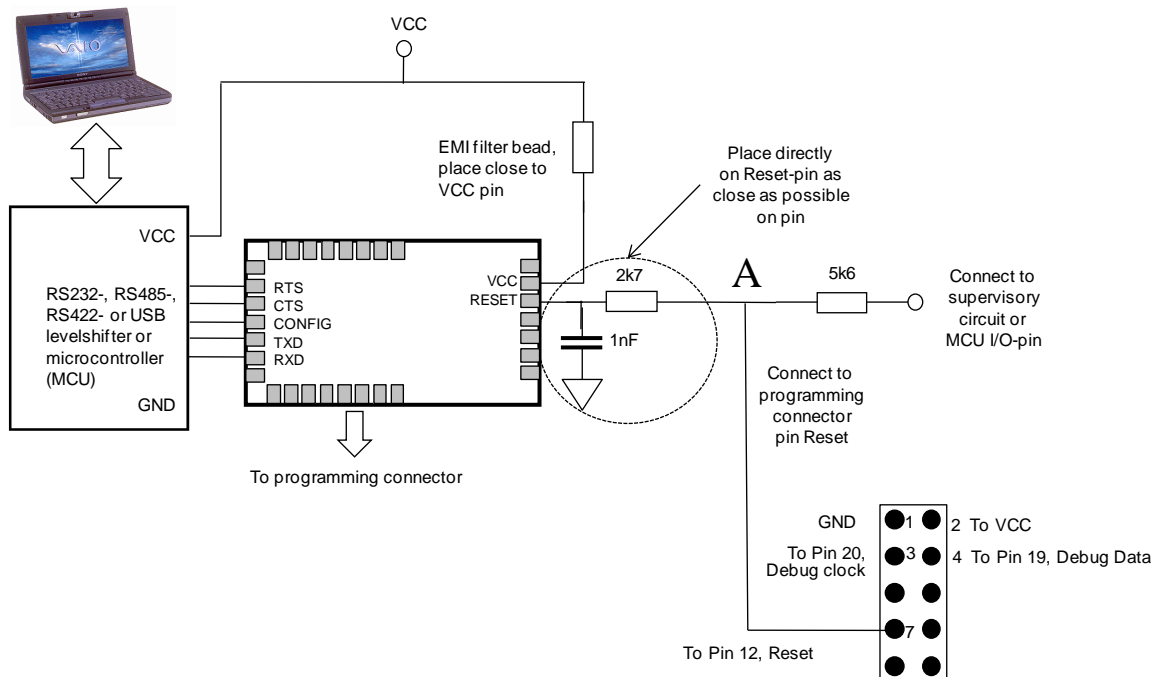 VCC
VAIO
SONY
EMI filter bead,
place close to
VCC pin
Place directly
on Reset-pin as
close as possible
on pin
VCC
RS232-, RS485-,
RS422- or USB
levelshifter or
microcontroller
(MCU)
GND
RTS
CTS
CONFIG
TXD
RXD
VCC
RESET
2k7
1nF
A
5k6
Connect to
supervisory
circuit or
MCU I/O-pin
Connect to
programming
connector
pin Reset
To programming connector
GND
1
2 To VCC
To Pin 20,
Debug clock
3
4 To Pin 19, Debug Data
7
To Pin 12, Reset